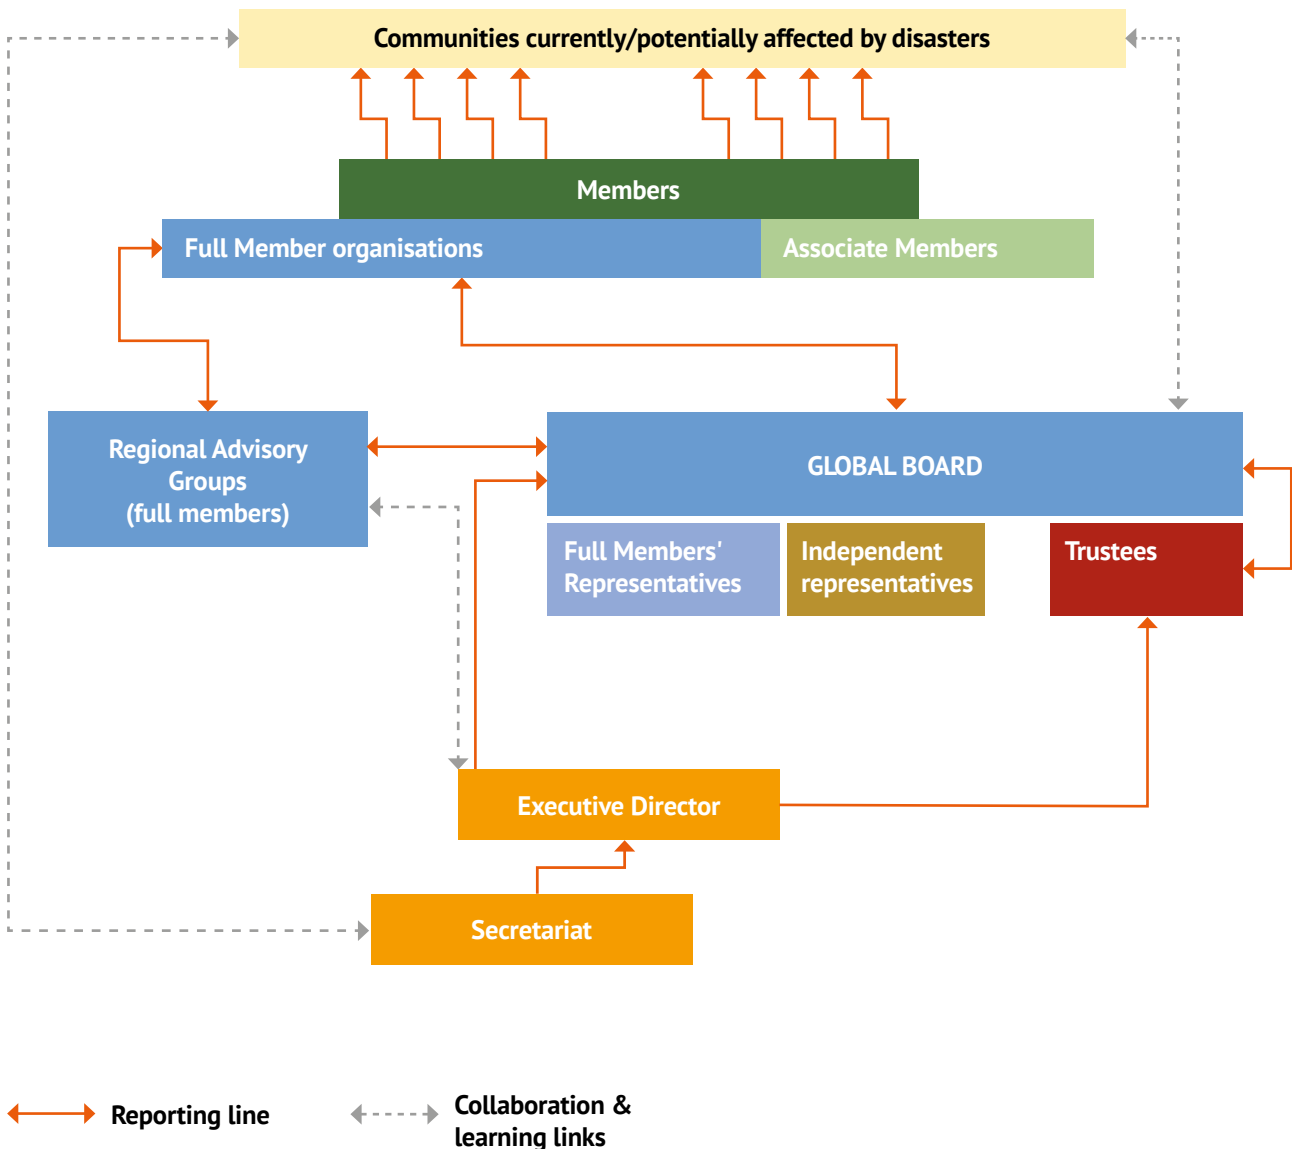 Communities currently/potentially affected by disasters
Members
Full Member organisations
Associate Members
Regional Advisory
Groups
(full members)
GLOBAL BOARD
Full Members'
Representatives
Independent
representatives
Trustees
Executive Director
Secretariat
Reporting line
Collaboration &
learning links